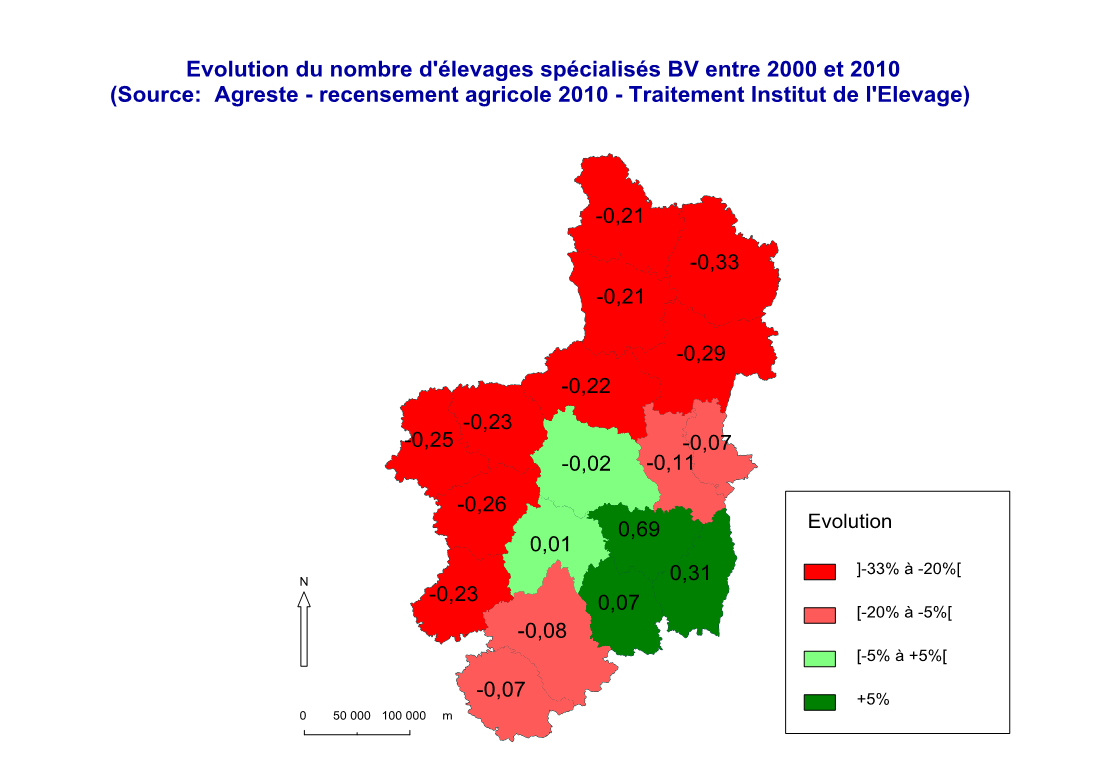 Evolution du nombre d'élevages spécialisés BV entre 2000 et 2010
(Source:  Agreste - recensement agricole 2010 - Traitement Institut de l'Elevage)
-0,21
-0,33
-0,21
-0,29
-0,22
-0,23
-0,25
-0,07
-0,02
-0,11
-0,26
0,69
0,01
0,31
-0,23
0,07
-0,08
-0,07
Evolution
]-33% à -20%[
[-20% à -5%[
[-5% à +5%[
+5%
N
0 50 000 100 000 m